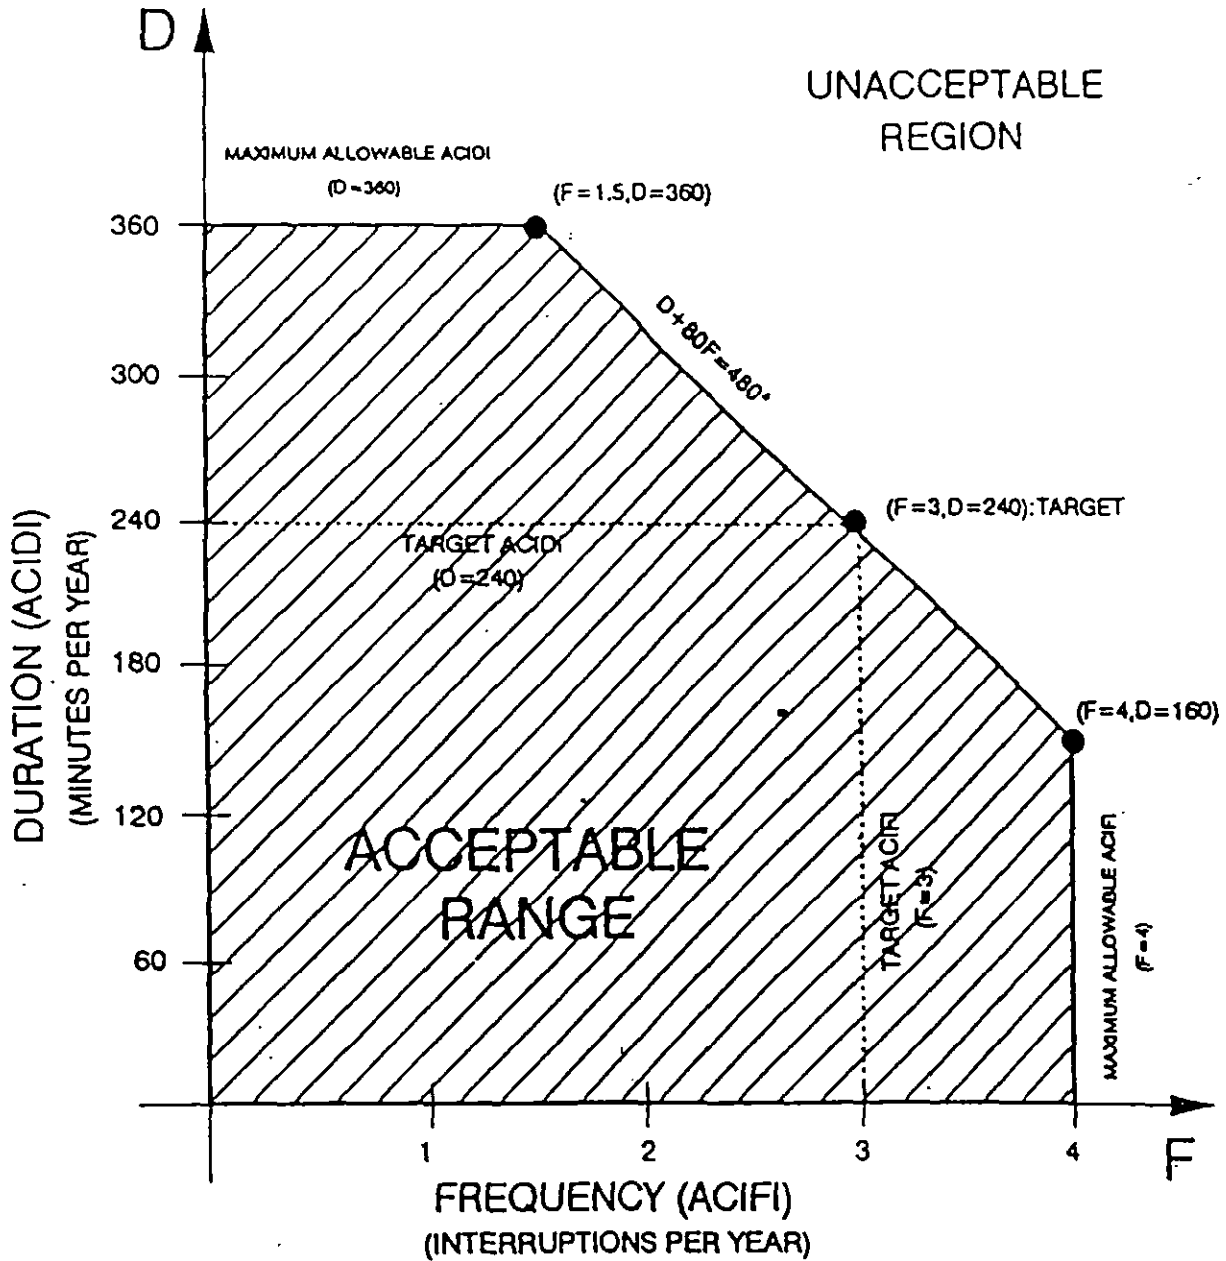 D
UNACCEPTABLE
REGION
MAXIMUM ALLOWABLE ACIDI
(D=360)
(F=1.5,D=360)
360
D+80F=480*
300
240
(F=3,D=240):TARGET
TARGET ACIDI
(D=240)
DURATION (ACIDI)
(MINUTES PER YEAR)
180
(F=4,D=160)
120
ACCEPTABLE
RANGE
TARGET ACIFI
(F=3)
MAXIMUM ALLOWABLE ACIFI
(F=4)
60
1
2
3
4
F
FREQUENCY (ACIFI)
(INTERRUPTIONS PER YEAR)